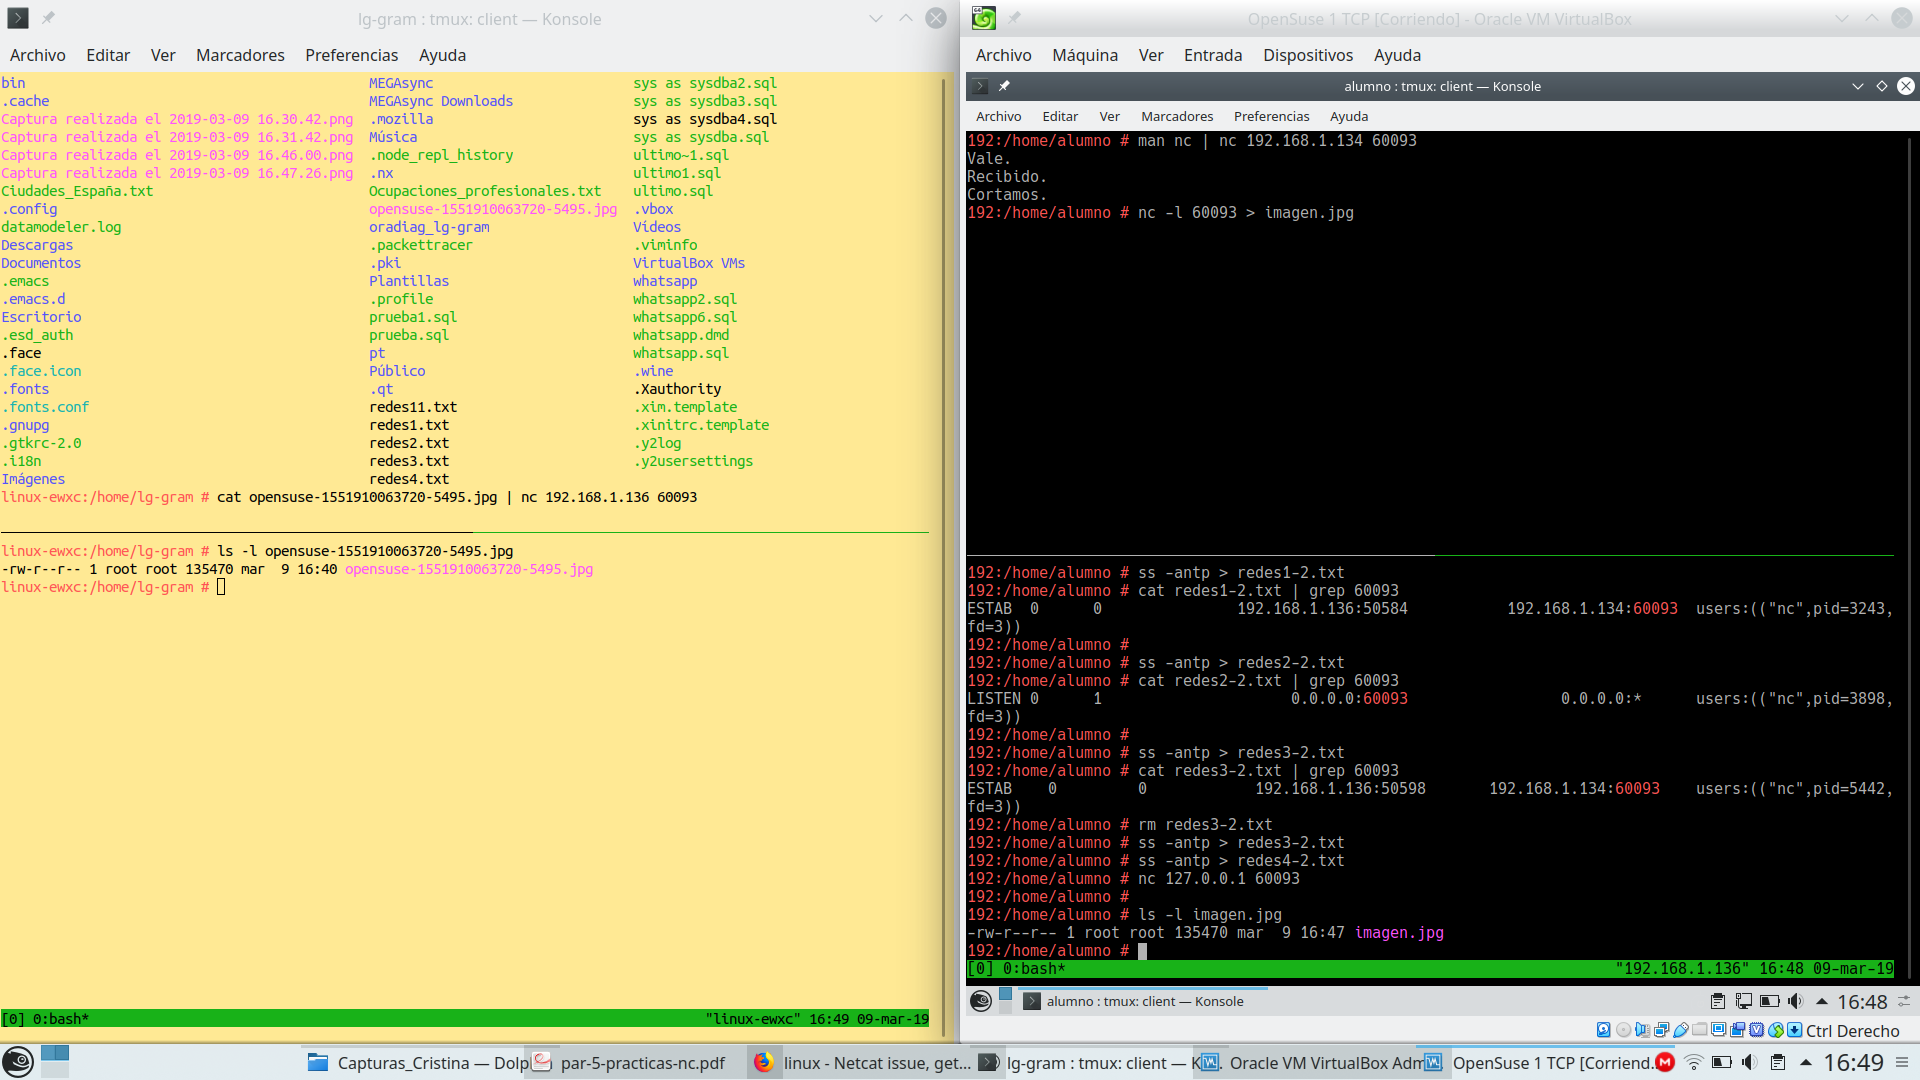 lg-gram : tmux: client — Konsole
Archivo Editar Ver Marcadores Preferencias Ayuda
bin MEGAsync sys as sysdba2.sql
.cache MEGAsync Downloads sys as sysdba3.sql
Captura realizada el 2019-03-09 16.30.42.png .mozilla sys as sysdba4.sql
Captura realizada el 2019-03-09 16.31.42.png Música sys as sysdba.sql
Captura realizada el 2019-03-09 16.46.00.png .node_repl_history ultimo~1.sql
Captura realizada el 2019-03-09 16.47.26.png .nx ultimo1.sql
Ciudades_España.txt Ocupaciones_profesionales.txt ultimo.sql
.config opensuse-1551910063720-5495.jpg .vbox
datamodeler.log oradiag_lg-gram Vídeos
Descargas .packettracer .viminfo
Documentos .pki VirtualBox VMs
.emacs Plantillas whatsapp
.emacs.d .profile whatsapp2.sql
Escritorio prueba1.sql whatsapp6.sql
.esd_auth prueba.sql whatsapp.dmd
.face pt whatsapp.sql
.face.icon Público .wine
.fonts .qt .Xauthority
.fonts.conf redes11.txt .xim.template
.gnupg redes1.txt .xinitrc.template
.gtkrc-2.0 redes2.txt .y2log
.i18n redes3.txt .y2usersettings
Imágenes redes4.txt
linux-ewxc:/home/lg-gram # cat opensuse-1551910063720-5495.jpg | nc 192.168.1.136 60093
linux-ewxc:/home/lg-gram # ls -l opensuse-1551910063720-5495.jpg
-rw-r--r-- 1 root root 135470 mar  9 16:40 opensuse-1551910063720-5495.jpg
linux-ewxc:/home/lg-gram #
[0] 0:bash* "linux-ewxc" 16:49 09-mar-19
OpenSuse 1 TCP [Corriendo] - Oracle VM VirtualBox
Archivo Máquina Ver Entrada Dispositivos Ayuda
alumno : tmux: client — Konsole
Archivo Editar Ver Marcadores Preferencias Ayuda
192:/home/alumno # man nc | nc 192.168.1.134 60093
Vale.
Recibido.
Cortamos.
192:/home/alumno # nc -l 60093 > imagen.jpg
192:/home/alumno # ss -antp > redes1-2.txt
192:/home/alumno # cat redes1-2.txt | grep 60093
ESTAB 0 0 192.168.1.136:50584 192.168.1.134:60093 users:(("nc",pid=3243,
fd=3))
192:/home/alumno #
192:/home/alumno # ss -antp > redes2-2.txt
192:/home/alumno # cat redes2-2.txt | grep 60093
LISTEN 0 1 0.0.0.0:60093 0.0.0.0:* users:(("nc",pid=3898,
fd=3))
192:/home/alumno #
192:/home/alumno # ss -antp > redes3-2.txt
192:/home/alumno # cat redes3-2.txt | grep 60093
ESTAB 0 0 192.168.1.136:50598 192.168.1.134:60093 users:(("nc",pid=5442,
fd=3))
192:/home/alumno # rm redes3-2.txt
192:/home/alumno # ss -antp > redes3-2.txt
192:/home/alumno # ss -antp > redes4-2.txt
192:/home/alumno # nc 127.0.0.1 60093
192:/home/alumno #
192:/home/alumno # ls -l imagen.jpg
-rw-r--r-- 1 root root 135470 mar  9 16:47 imagen.jpg
192:/home/alumno #
[0] 0:bash* "192.168.1.136" 16:48 09-mar-19
alumno : tmux: client — Konsole 16:48
Ctrl Derecho
Capturas_Cristina — Dolp par-5-practicas-nc.pdf linux - Netcat issue, get... lg-gram : tmux: client — K... Oracle VM VirtualBox Adm OpenSuse 1 TCP [Corriend... 16:49